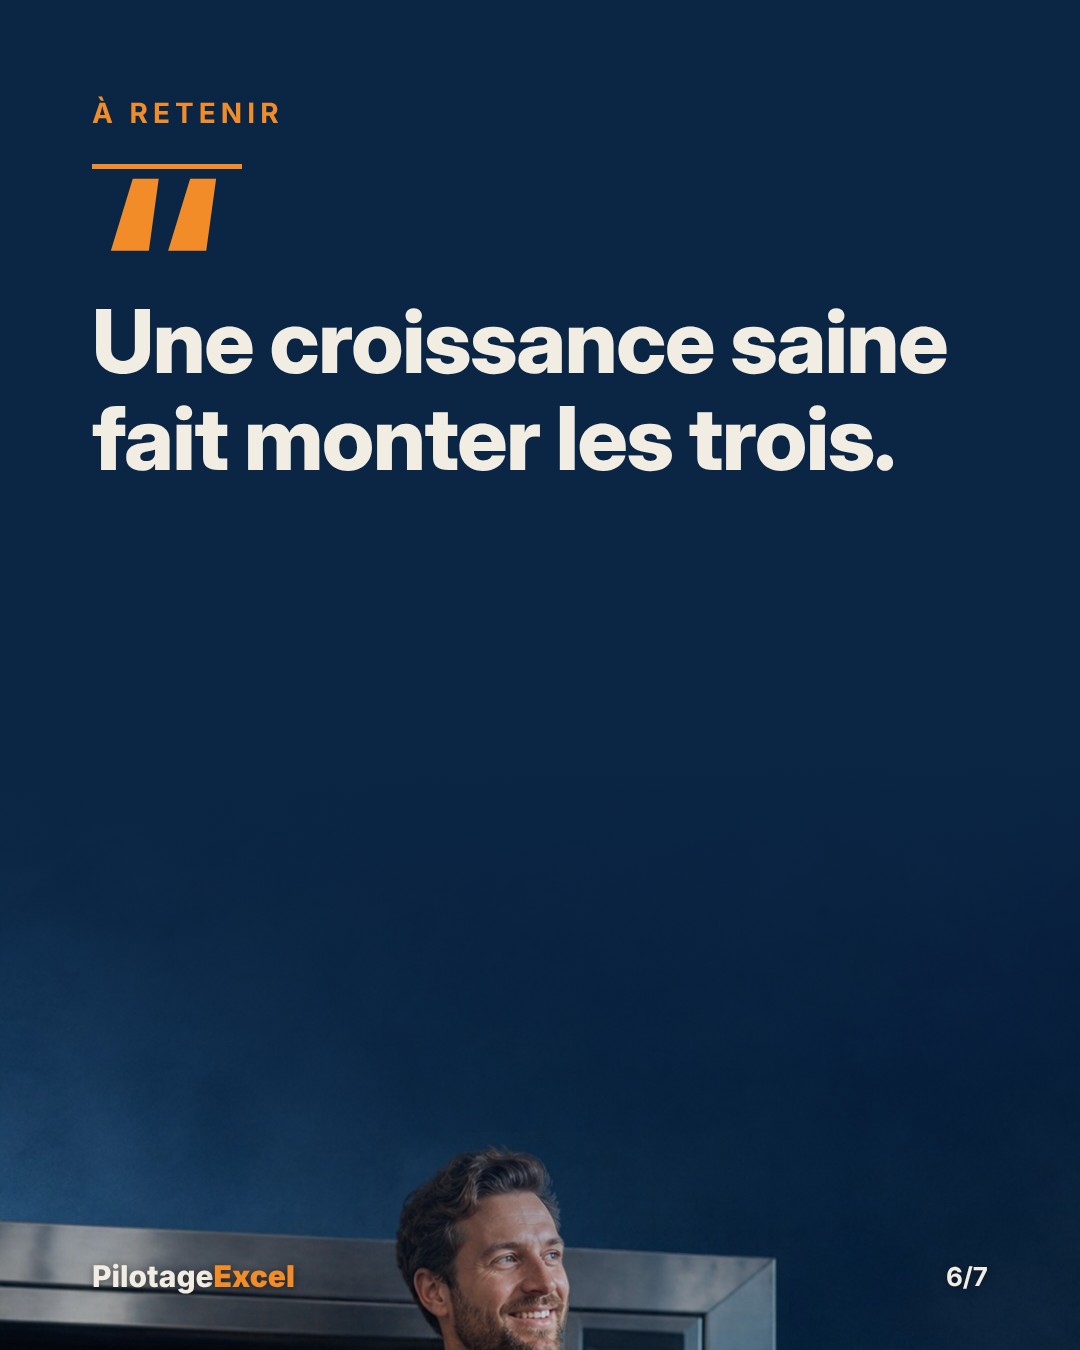 À RETENIR
"
Une croissance saine
fait monter les trois.
PilotageExcel
6/7